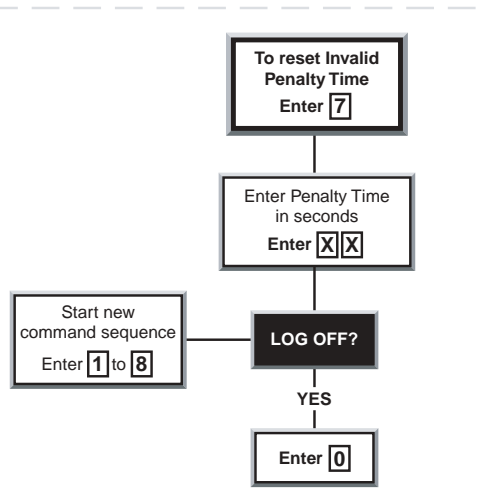 To reset Invalid
Penalty Time
Enter 7
Enter Penalty Time
in seconds
Enter X X
Start new
command sequence
Enter 1 to 8
LOG OFF?
YES
Enter 0